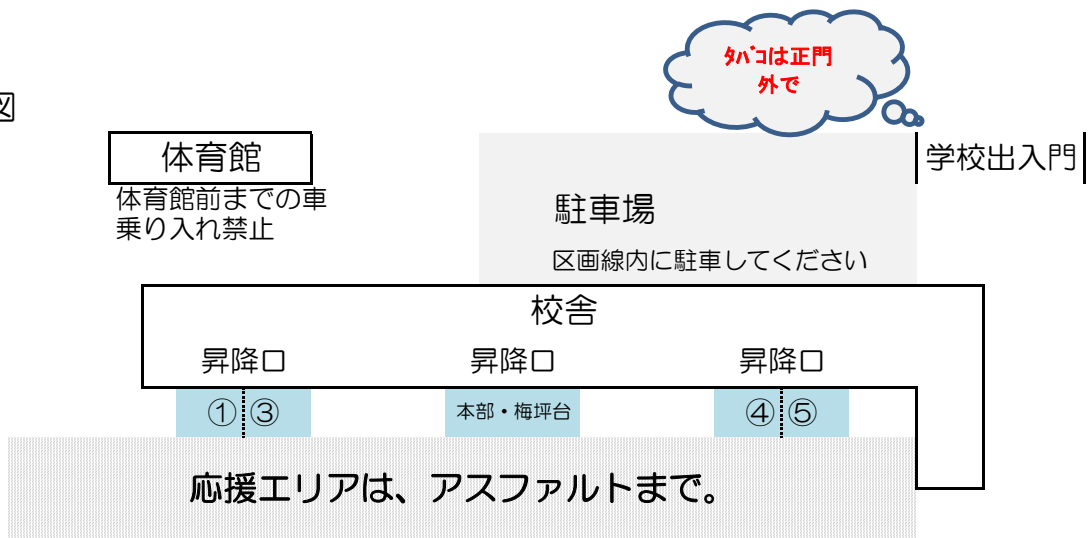 ﾀﾊﾞｺは正門
外で
図
体育館
学校出入門
体育館前までの車
乗り入れ禁止
駐車場
区画線内に駐車してください
校舎
昇降口
昇降口
昇降口
①
③
本部・梅坪台
④
⑤
応援エリアは、アスファルトまで。